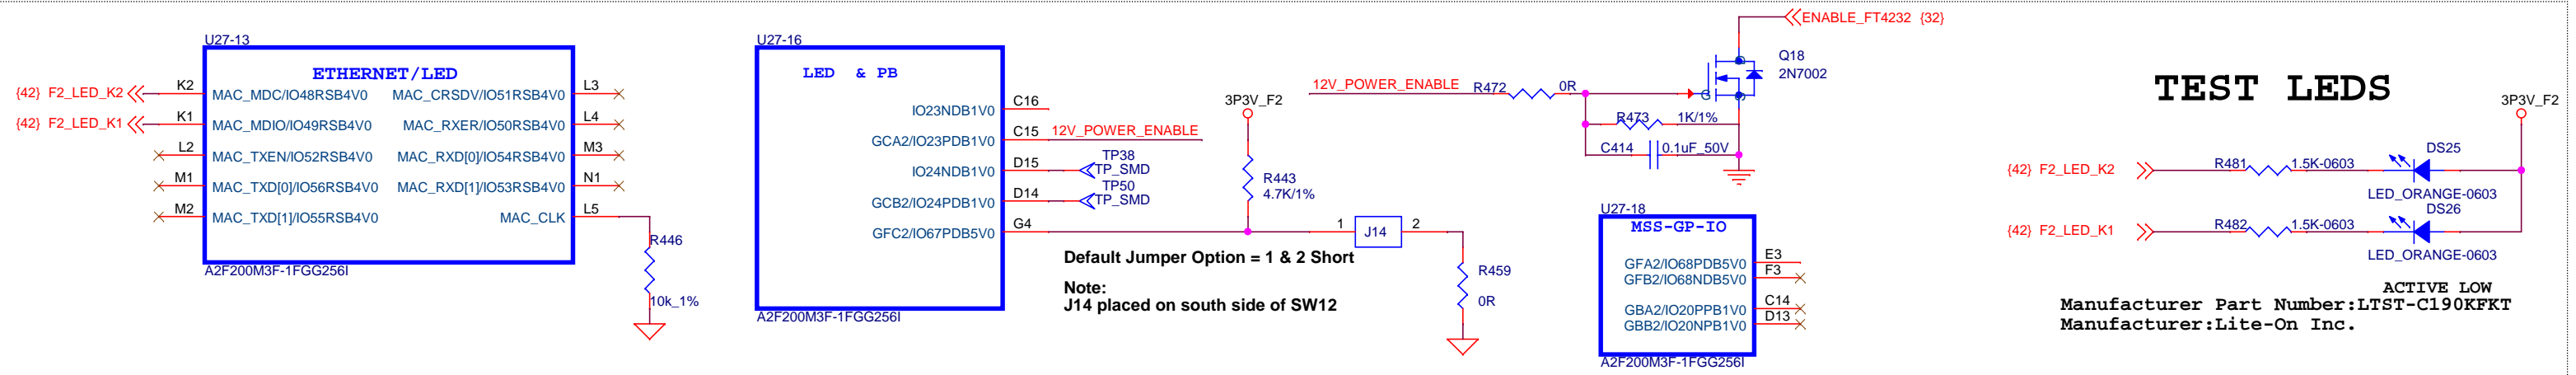 U27-13
ETHERNET/LED
{42} F2_LED_K2
K2
MAC_MDC/IO48RSB4V0
MAC_CRSDV/IO51RSB4V0
L3
{42} F2_LED_K1
K1
MAC_MDIO/IO49RSB4V0
MAC_RXER/IO50RSB4V0
L4
L2
MAC_TXEN/IO52RSB4V0
MAC_RXD[0]/IO54RSB4V0
M3
M1
MAC_TXD[0]/IO56RSB4V0
MAC_RXD[1]/IO53RSB4V0
N1
M2
MAC_TXD[1]/IO55RSB4V0
MAC_CLK
L5
R446
10k_1%
A2F200M3F-1FGG256I
U27-16
LED & PB
IO23NDB1V0
C16
GCA2/IO23PDB1V0
C15
12V_POWER_ENABLE
IO24NDB1V0
D15
TP38
TP_SMD
GCB2/IO24PDB1V0
D14
TP50
TP_SMD
GFC2/IO67PDB5V0
G4
A2F200M3F-1FGG256I
3P3V_F2
R443
4.7K/1%
1
J14
2
R459
0R
Default Jumper Option = 1 & 2 Short
Note:
J14 placed on south side of SW12
ENABLE_FT4232 {32}
Q18
2N7002
12V_POWER_ENABLE
R472
0R
G
R473
1K/1%
C414
0.1uF_50V
U27-18
MSS-GP-IO
GFA2/IO68PDB5V0
E3
GFB2/IO68NDB5V0
F3
GBA2/IO20PPB1V0
C14
GBB2/IO20NPB1V0
D13
A2F200M3F-1FGG256I
TEST LEDS
3P3V_F2
{42} F2_LED_K2
R481
1.5K-0603
DS25
LED_ORANGE-0603
{42} F2_LED_K1
R482
1.5K-0603
DS26
LED_ORANGE-0603
ACTIVE LOW
Manufacturer Part Number:LTST-C190KFKT
Manufacturer:Lite-On Inc.